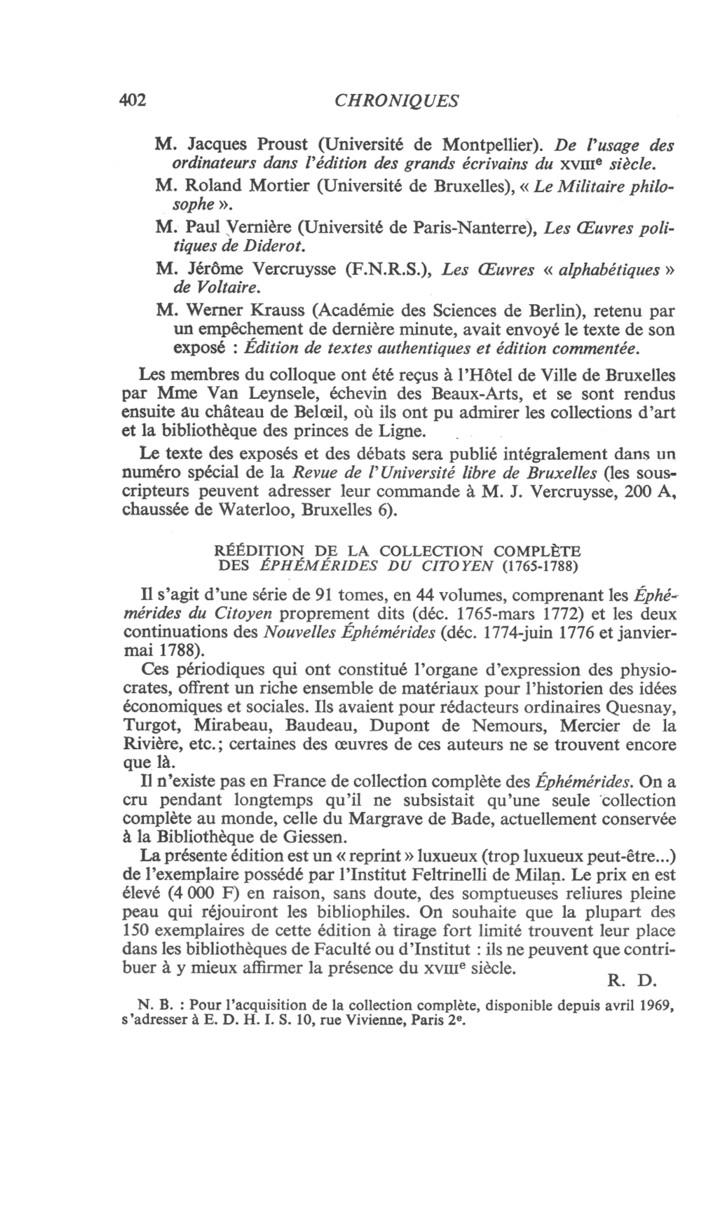 402 CHRONIQUES
M. Jacques Proust (Université de Montpellier). De l'usage des
ordinateurs dans l'édition des grands écrivains du XVIIIe siècle.
M. Roland Mortier (Université de Bruxelles), « Le Militaire philo-
sophe ».
M. Paul Vernière (Université de Paris-Nanterre), Les Œuvres poli-
tiques de Diderot.
M. Jérôme Vercruysse (F.N.R.S.), Les Œuvres « alphabétiques »
de Voltaire.
M. Werner Krauss (Académie des Sciences de Berlin), retenu par
un empêchement de dernière minute, avait envoyé le texte de son
exposé : Édition de textes authentiques et édition commentée.
Les membres du colloque ont été reçus à l'Hôtel de Ville de Bruxelles
par Mme Van Leynsele, échevin des Beaux-Arts, et se sont rendus
ensuite au château de Belœil, où ils ont pu admirer les collections d'art
et la bibliothèque des princes de Ligne.
Le texte des exposés et des débats sera publié intégralement dans un
numéro spécial de la Revue de l'Université libre de Bruxelles (les sous-
cripteurs peuvent adresser leur commande à M. J. Vercruysse, 200 A,
chaussée de Waterloo, Bruxelles 6).
RÉÉDITION DE LA COLLECTION COMPLÈTE
DES ÉPHÉMÉRIDES DU CITOYEN (1765-1788)
Il s'agit d'une série de 91 tomes, en 44 volumes, comprenant les Éphé-
mérides du Citoyen proprement dits (déc. 1765-mars 1772) et les deux
continuations des Nouvelles Éphémérides (déc. 1774-juin 1776 et janvier-
mai 1788).
Ces périodiques qui ont constitué l'organe d'expression des physio-
crates, offrent un riche ensemble de matériaux pour l'historien des idées
économiques et sociales. Ils avaient pour rédacteurs ordinaires Quesnay,
Turgot, Mirabeau, Baudeau, Dupont de Nemours, Mercier de la
Rivière, etc.; certaines des œuvres de ces auteurs ne se trouvent encore
que là.
Il n'existe pas en France de collection complète des Éphémérides. On a
cru pendant longtemps qu'il ne subsistait qu'une seule collection
complète au monde, celle du Margrave de Bade, actuellement conservée
à la Bibliothèque de Giessen.
La présente édition est un « reprint » luxueux (trop luxueux peut-être...)
de l'exemplaire possédé par l'Institut Feltrinelli de Milan. Le prix en est
élevé (4 000 F) en raison, sans doute, des somptueuses reliures pleine
peau qui réjouiront les bibliophiles. On souhaite que la plupart des
150 exemplaires de cette édition à tirage fort limité trouvent leur place
dans les bibliothèques de Faculté ou d'Institut : ils ne peuvent que contri-
buer à y mieux affirmer la présence du XVIIIe siècle.
R. D.
N. B. : Pour l'acquisition de la collection complète, disponible depuis avril 1969,
s'adresser à E. D. H. I. S. 10, rue Vivienne, Paris 2e.